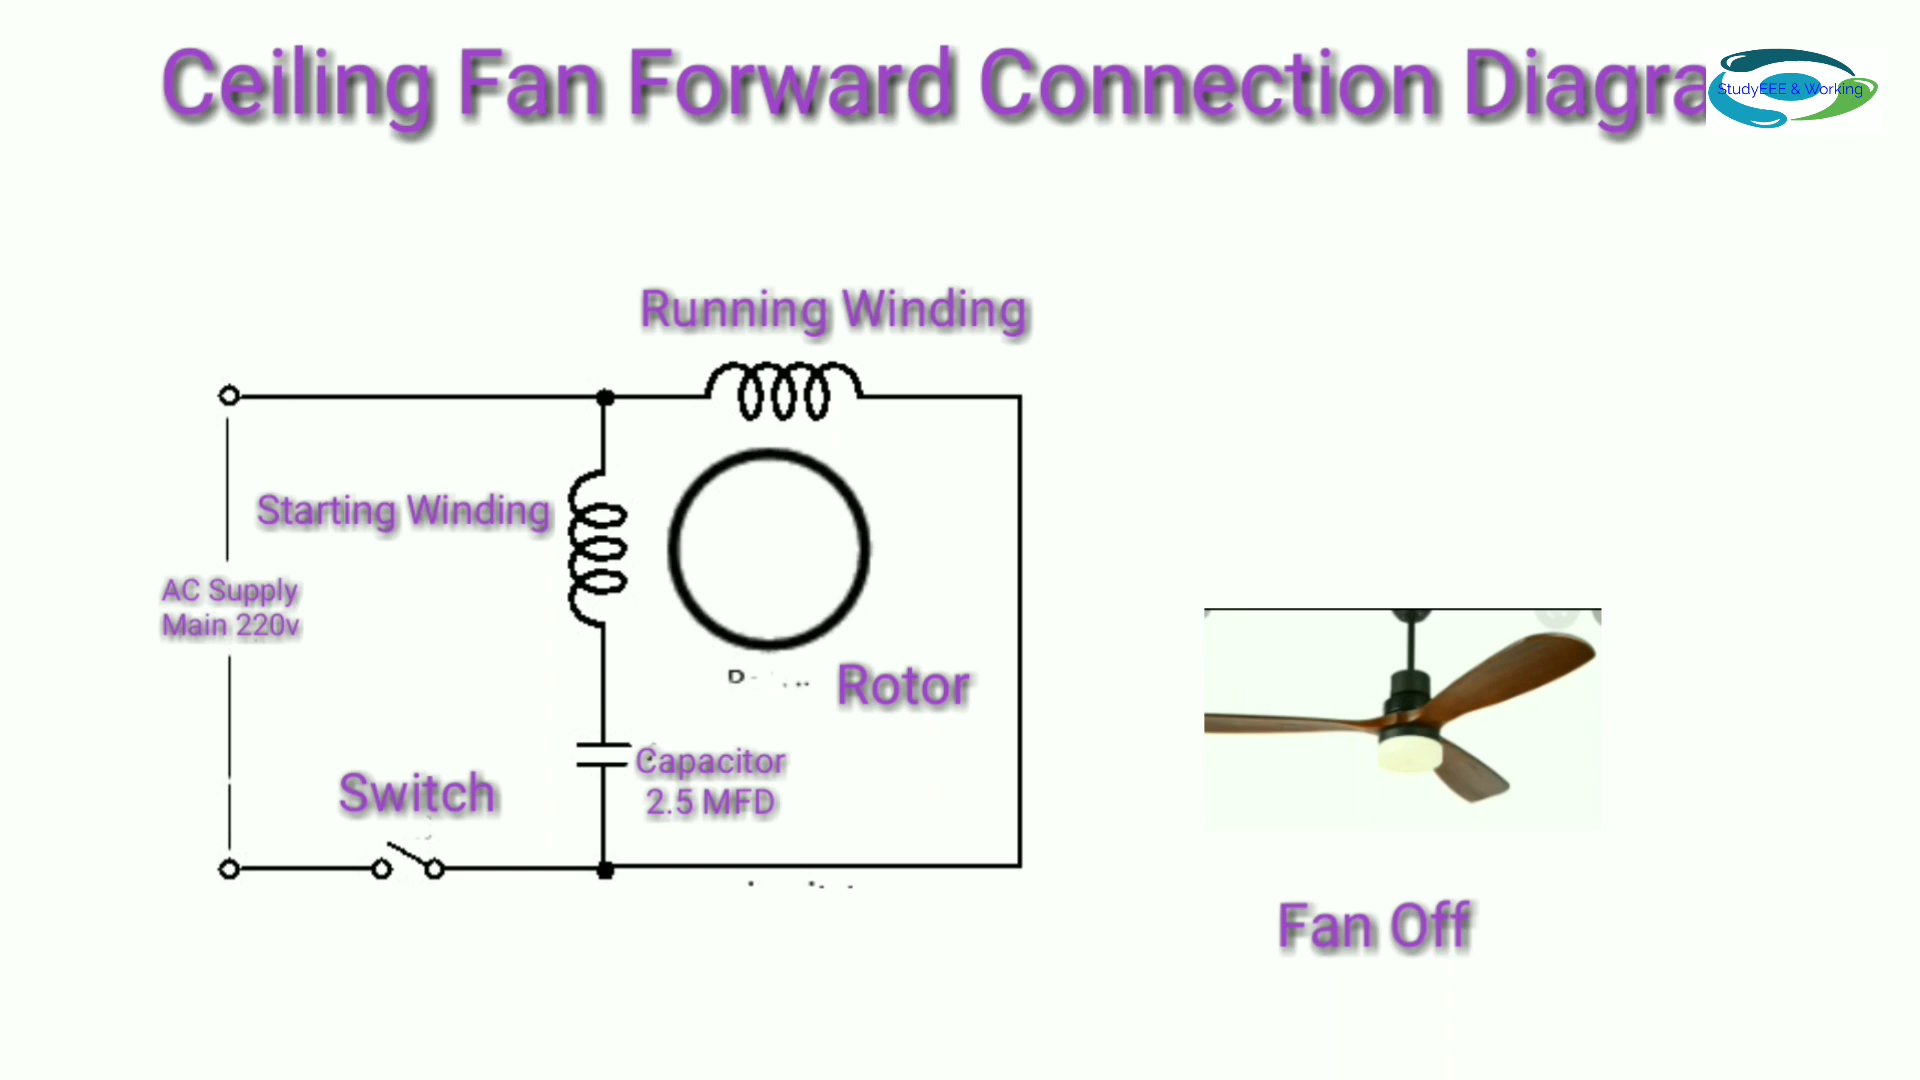 Ceiling Fan Forward Connection Diagra
StudyEEE & Working
Running Winding
Starting Winding
AC Supply
Main 220v
Rotor
Capacitor
2.5 MFD
Switch
Fan Off